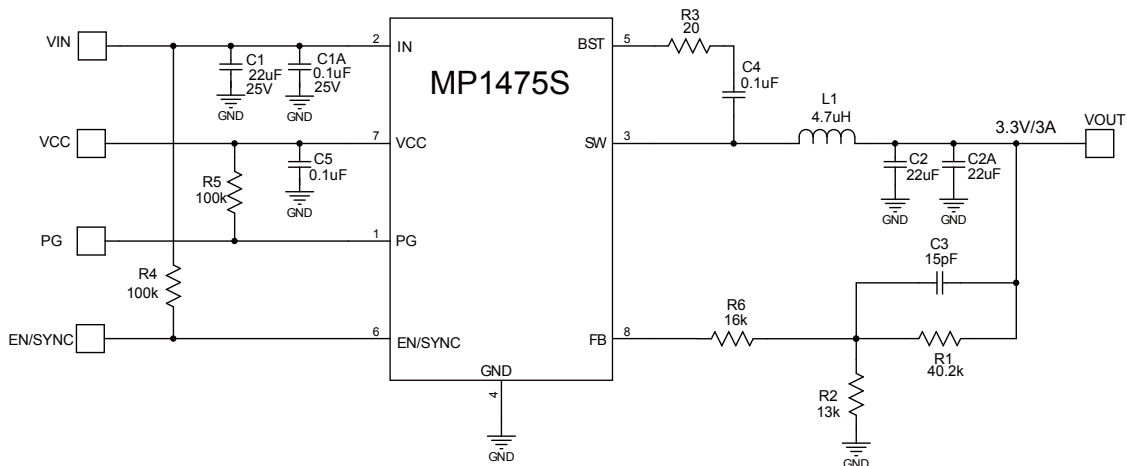 VIN
2
IN
C1
22uF
25V
GND
C1A
0.1uF
25V
GND
MP1475S
BST
5
R3
20
C4
0.1uF
L1
4.7uH
VCC
7
VCC
C5
0.1uF
GND
SW
3
3.3V/3A
VOUT
C2
22uF
GND
C2A
22uF
GND
R5
100k
PG
1
PG
R4
100k
C3
15pF
EN/SYNC
6
EN/SYNC
FB
8
R6
16k
R1
40.2k
R2
13k
GND
GND
4
GND